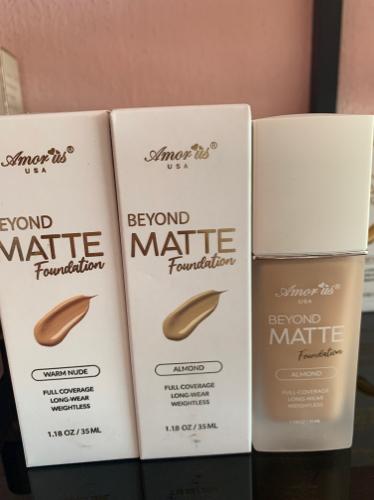 Amor us®
USA
EYOND
MATTE
Foundation
WARM NUDE
FULL COVERAGE
LONG-WEAR
WEIGHTLESS
1.18 OZ / 35 ML
Amor us®
USA
BEYOND
MATTE
Foundation
ALMOND
FULL COVERAGE
LONG-WEAR
WEIGHTLESS
1.18 OZ / 35 ML
Amor us®
USA
BEYOND
MATTE
Foundation
ALMOND
FULL-COVERAGE
LONG-WEAR
WEIGHTLESS